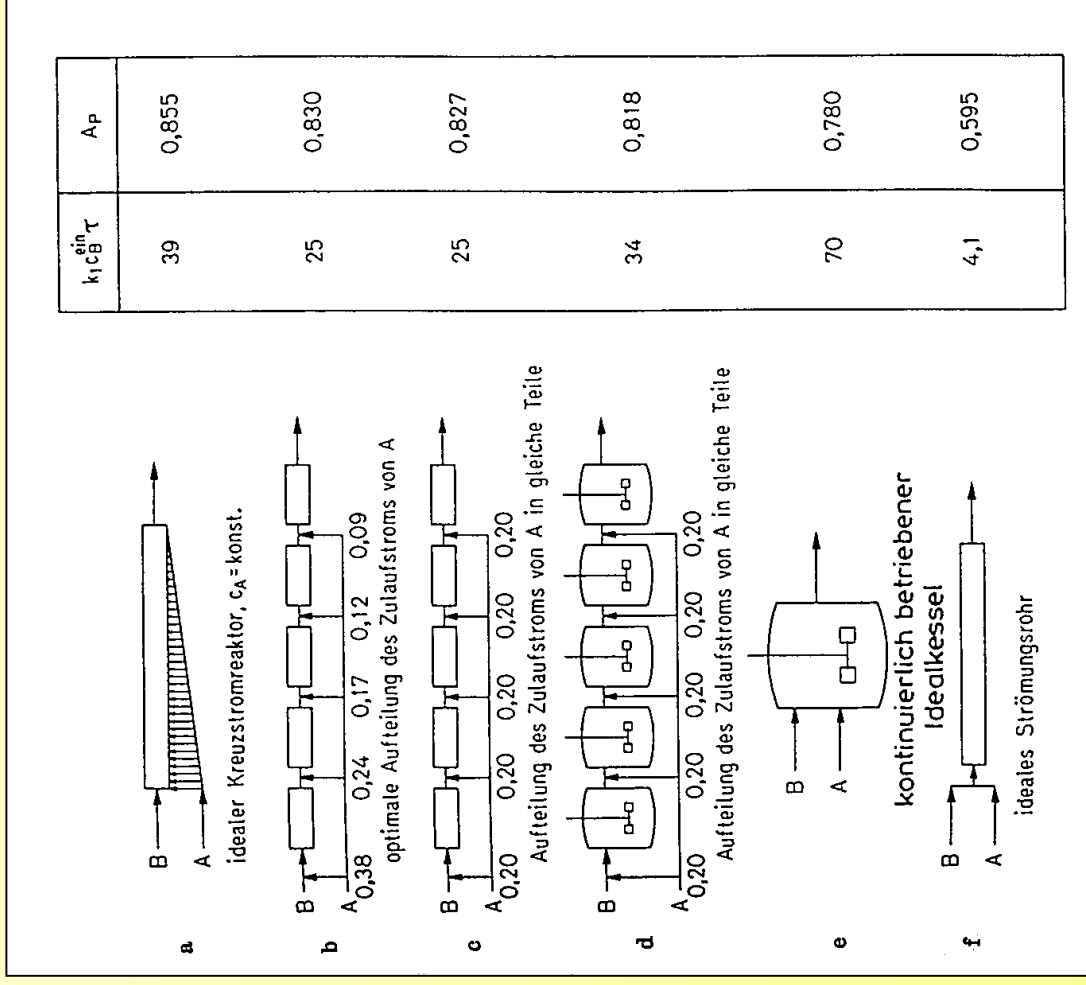 k₁c_B^ein τ A_P
B
A
idealer Kreuzstromreaktor, c_A = konst.
a
39 0,855
B
A
0,38 0,24 0,17 0,12 0,09
optimale Aufteilung des Zulaufstroms von A
b
25 0,830
B
A
0,20 0,20 0,20 0,20 0,20
Aufteilung des Zulaufstroms von A in gleiche Teile
c
25 0,827
B
A
0,20 0,20 0,20 0,20 0,20
Aufteilung des Zulaufstroms von A in gleiche Teile
d
34 0,818
B
A
kontinuierlich betriebener
Idealkessel
e
70 0,780
B
A
ideales Strömungsrohr
f
4,1 0,595